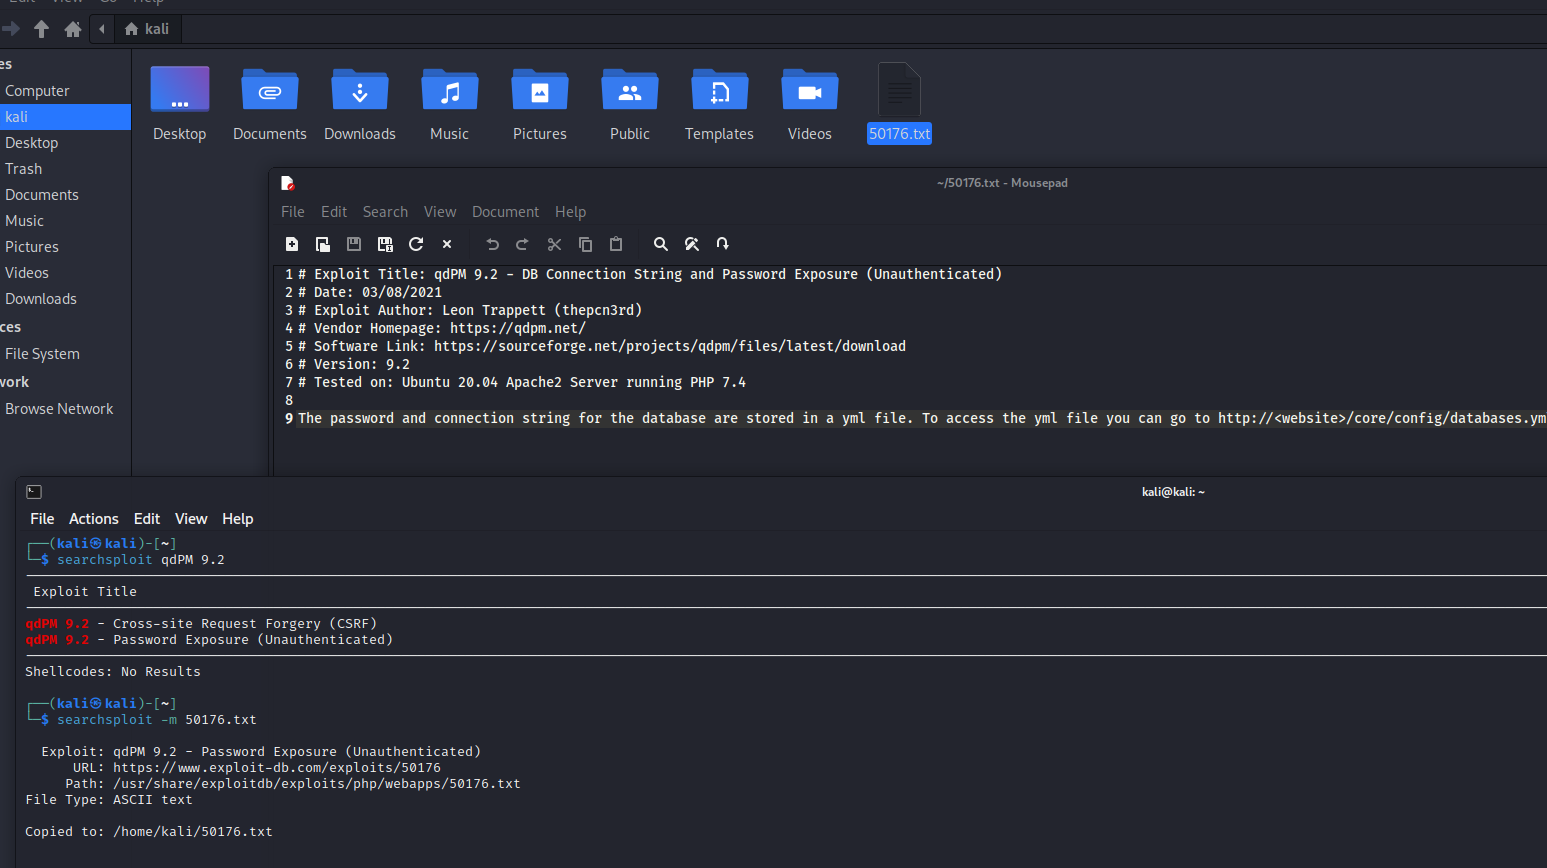 Edit View Go Help
kali
es
Computer
kali
Desktop
Trash
Documents
Music
Pictures
Videos
Downloads
ces
File System
work
Browse Network
Desktop
Documents
Downloads
Music
Pictures
Public
Templates
Videos
50176.txt
~/50176.txt - Mousepad
File Edit Search View Document Help
1 # Exploit Title: qdPM 9.2 - DB Connection String and Password Exposure (Unauthenticated)
2 # Date: 03/08/2021
3 # Exploit Author: Leon Trappett (thepcn3rd)
4 # Vendor Homepage: https://qdpm.net/
5 # Software Link: https://sourceforge.net/projects/qdpm/files/latest/download
6 # Version: 9.2
7 # Tested on: Ubuntu 20.04 Apache2 Server running PHP 7.4
8
9 The password and connection string for the database are stored in a yml file. To access the yml file you can go to http://<website>/core/config/databases.ym
kali@kali: ~
File Actions Edit View Help
┌──(kali㉿kali)-[~]
└─$ searchsploit qdPM 9.2
Exploit Title
qdPM 9.2 - Cross-site Request Forgery (CSRF)
qdPM 9.2 - Password Exposure (Unauthenticated)
Shellcodes: No Results
┌──(kali㉿kali)-[~]
└─$ searchsploit -m 50176.txt
Exploit: qdPM 9.2 - Password Exposure (Unauthenticated)
URL: https://www.exploit-db.com/exploits/50176
Path: /usr/share/exploitdb/exploits/php/webapps/50176.txt
File Type: ASCII text
Copied to: /home/kali/50176.txt